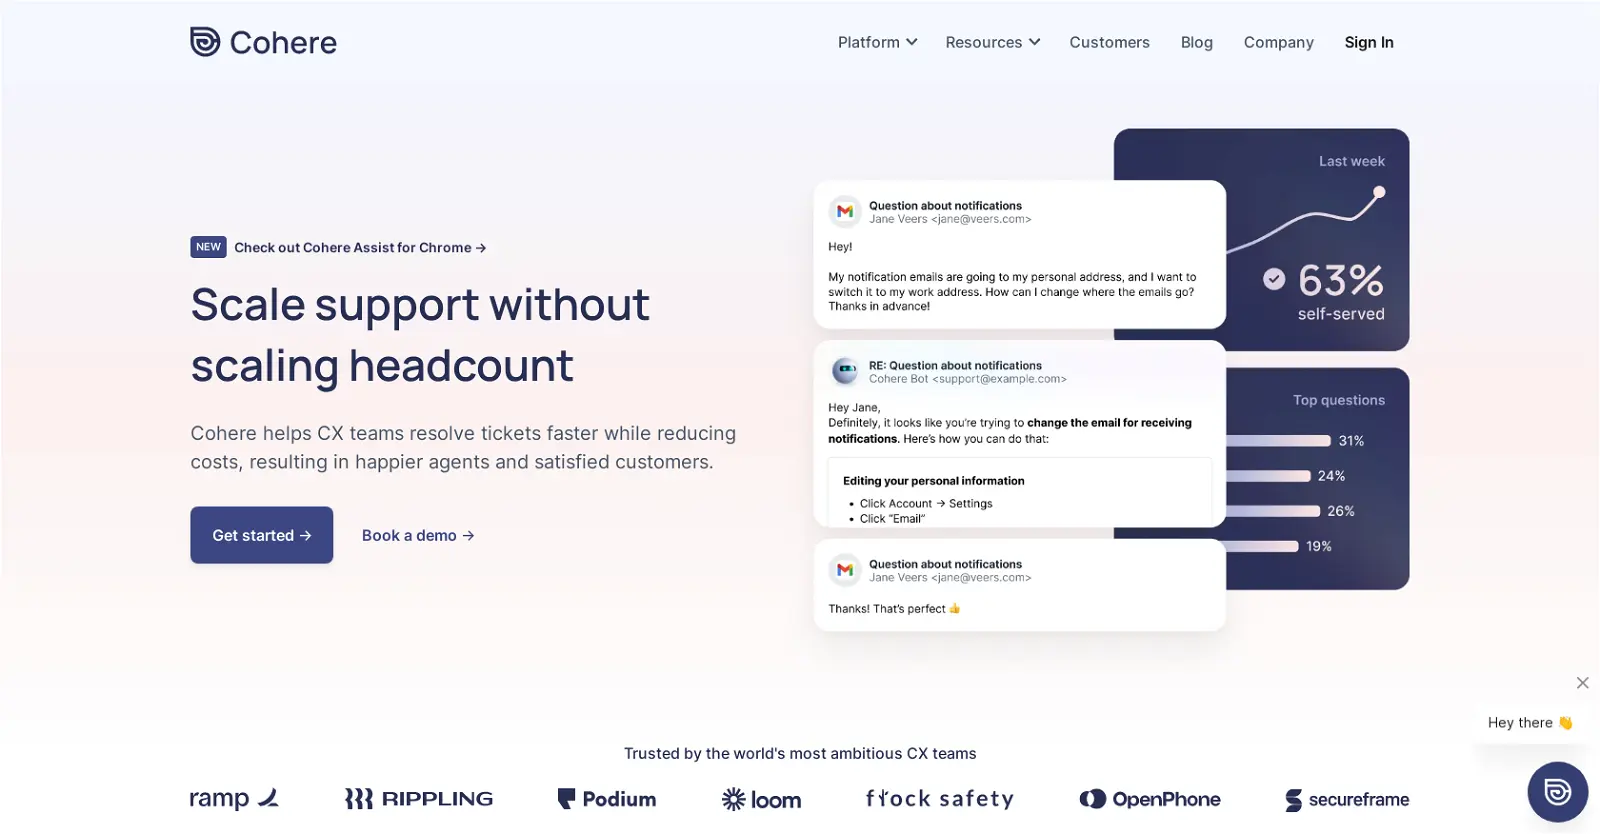 Cohere
Platform
Resources
Customers
Blog
Company
Sign In
NEW Check out Cohere Assist for Chrome →
Scale support without
scaling headcount
Cohere helps CX teams resolve tickets faster while reducing
costs, resulting in happier agents and satisfied customers.
Get started →
Book a demo →
Question about notifications
Jane Veers <jane@veers.com>
Hey!
My notification emails are going to my personal address, and I want to
switch it to my work address. How can I change where the emails go?
Thanks in advance!
RE: Question about notifications
Cohere Bot <support@example.com>
Hey Jane,
Definitely, it looks like you're trying to change the email for receiving
notifications. Here's how you can do that:
Editing your personal information
• Click Account → Settings
• Click “Email”
Question about notifications
Jane Veers <jane@veers.com>
Thanks! That's perfect 👍
Last week
63%
self-served
Top questions
31%
24%
26%
19%
Hey there 👋
Trusted by the world's most ambitious CX teams
ramp
RIPPLING
Podium
loom
flock safety
OpenPhone
secureframe